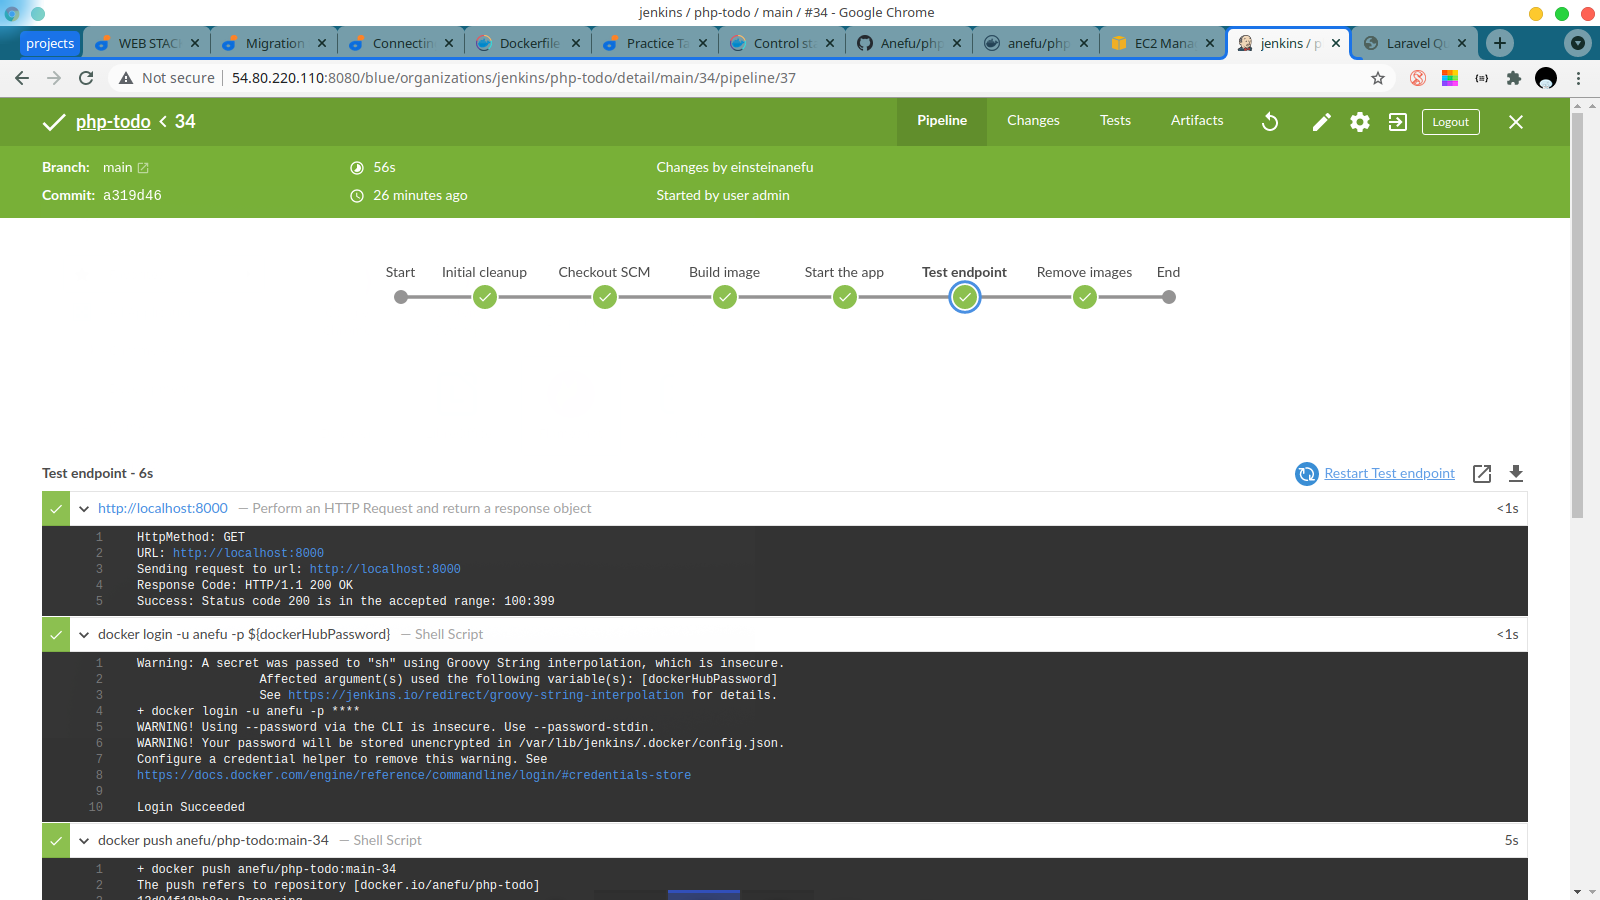 jenkins / php-todo / main / #34 - Google Chrome
projects
WEB STAC
Migration
Connectin
Dockerfile
Practice Ta
Control sta
Anefu/php
anefu/php
EC2 Mana
jenkins / p
Laravel Qu
Not secure
54.80.220.110:8080/blue/organizations/jenkins/php-todo/detail/main/34/pipeline/37
php-todo < 34
Pipeline
Changes
Tests
Artifacts
Logout
Branch: main
56s
Changes by einsteinanefu
Commit: a319d46
26 minutes ago
Started by user admin
Start
Initial cleanup
Checkout SCM
Build image
Start the app
Test endpoint
Remove images
End
Test endpoint - 6s
Restart Test endpoint
http://localhost:8000 — Perform an HTTP Request and return a response object <1s
1 HttpMethod: GET
2 URL: http://localhost:8000
3 Sending request to url: http://localhost:8000
4 Response Code: HTTP/1.1 200 OK
5 Success: Status code 200 is in the accepted range: 100:399
docker login -u anefu -p ${dockerHubPassword} — Shell Script <1s
1 Warning: A secret was passed to "sh" using Groovy String interpolation, which is insecure.
2 Affected argument(s) used the following variable(s): [dockerHubPassword]
3 See https://jenkins.io/redirect/groovy-string-interpolation for details.
4 + docker login -u anefu -p ****
5 WARNING! Using --password via the CLI is insecure. Use --password-stdin.
6 WARNING! Your password will be stored unencrypted in /var/lib/jenkins/.docker/config.json.
7 Configure a credential helper to remove this warning. See
8 https://docs.docker.com/engine/reference/commandline/login/#credentials-store
9
10 Login Succeeded
docker push anefu/php-todo:main-34 — Shell Script 5s
1 + docker push anefu/php-todo:main-34
2 The push refers to repository [docker.io/anefu/php-todo]